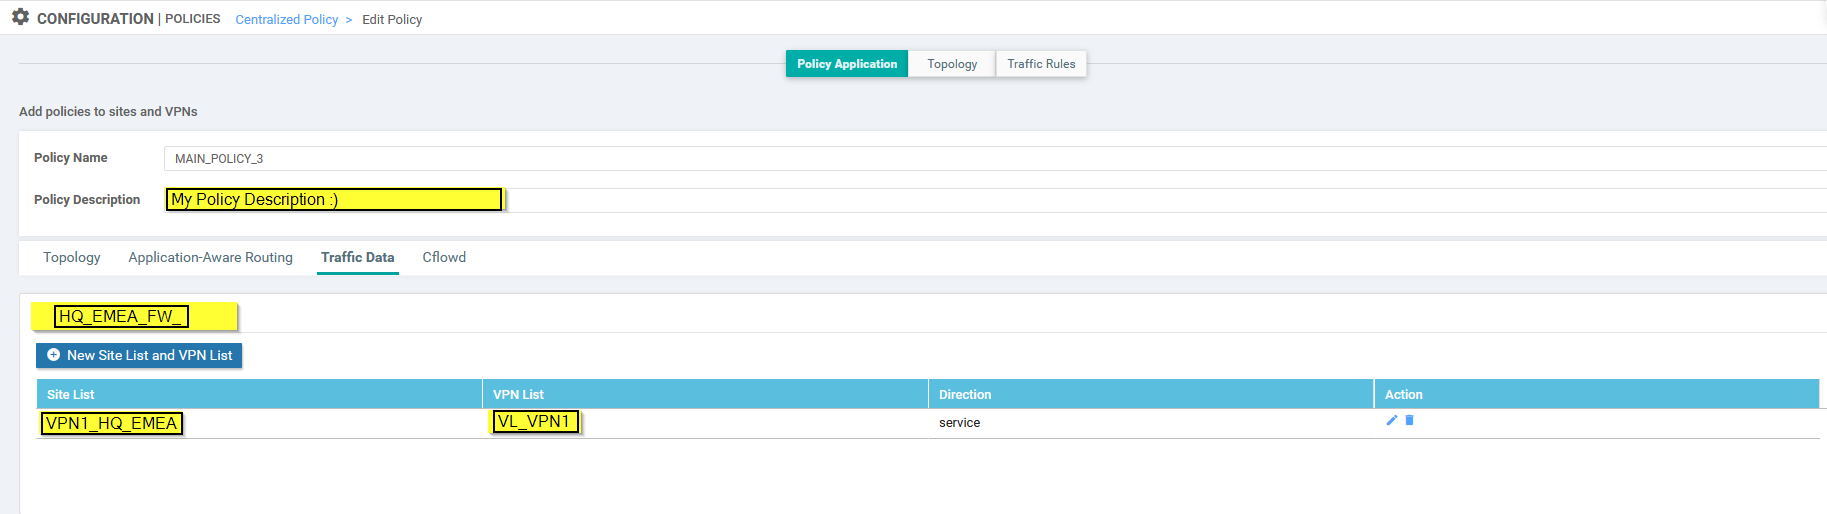 CONFIGURATION | POLICIES Centralized Policy > Edit Policy
Policy Application Topology Traffic Rules
Add policies to sites and VPNs
Policy Name MAIN_POLICY_3
Policy Description My Policy Description :)
Topology Application-Aware Routing Traffic Data Cflowd
HQ_EMEA_FW_
New Site List and VPN List
Site List VPN List Direction Action
VPN1_HQ_EMEA VL_VPN1 service